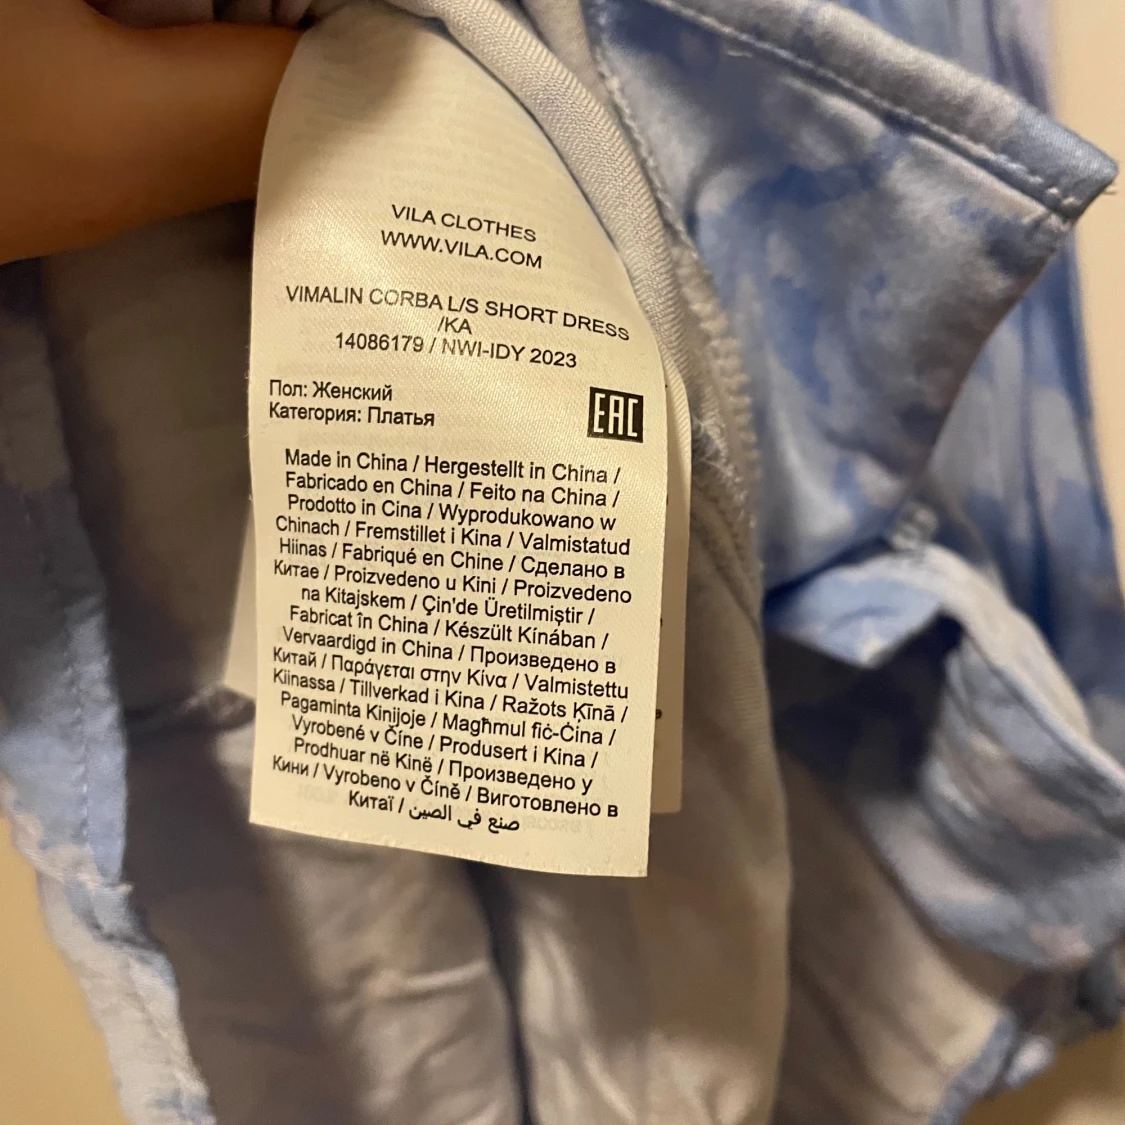 VILA CLOTHES
WWW.VILA.COM
VIMALIN CORBA L/S SHORT DRESS
/KA
14086179 / NWI-IDY 2023
Пол: Женский
Категория: Платья
EAC
Made in China / Hergestellt in China /
Fabricado en China / Feito na China /
Prodotto in Cina / Wyprodukowano w
Chinach / Fremstillet i Kina / Valmistatud
Hiinas / Fabriqué en Chine / Сделано в
Китае / Proizvedeno u Kini / Proizvedeno
na Kitajskem / Çin'de Üretilmiştir /
Fabricat în China / Készült Kínában /
Vervaardigd in China / Произведено в
Китай / Παράγεται στην Κίνα / Valmistettu
Kiinassa / Tillverkad i Kina / Ražots Ķīnā /
Pagaminta Kinijoje / Magħmul fiċ-Ċina /
Vyrobené v Číne / Produsert i Kina /
Prodhuar në Kinë / Произведено у
Кини / Vyrobeno v Číně / Виготовлено в
Китаї / صنع في الصين